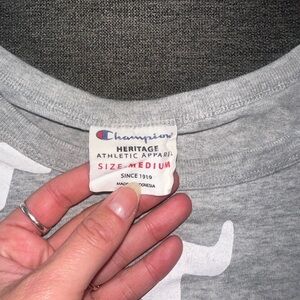 Champion
HERITAGE
ATHLETIC APPAREL
SIZE MEDIUM
SINCE 1919